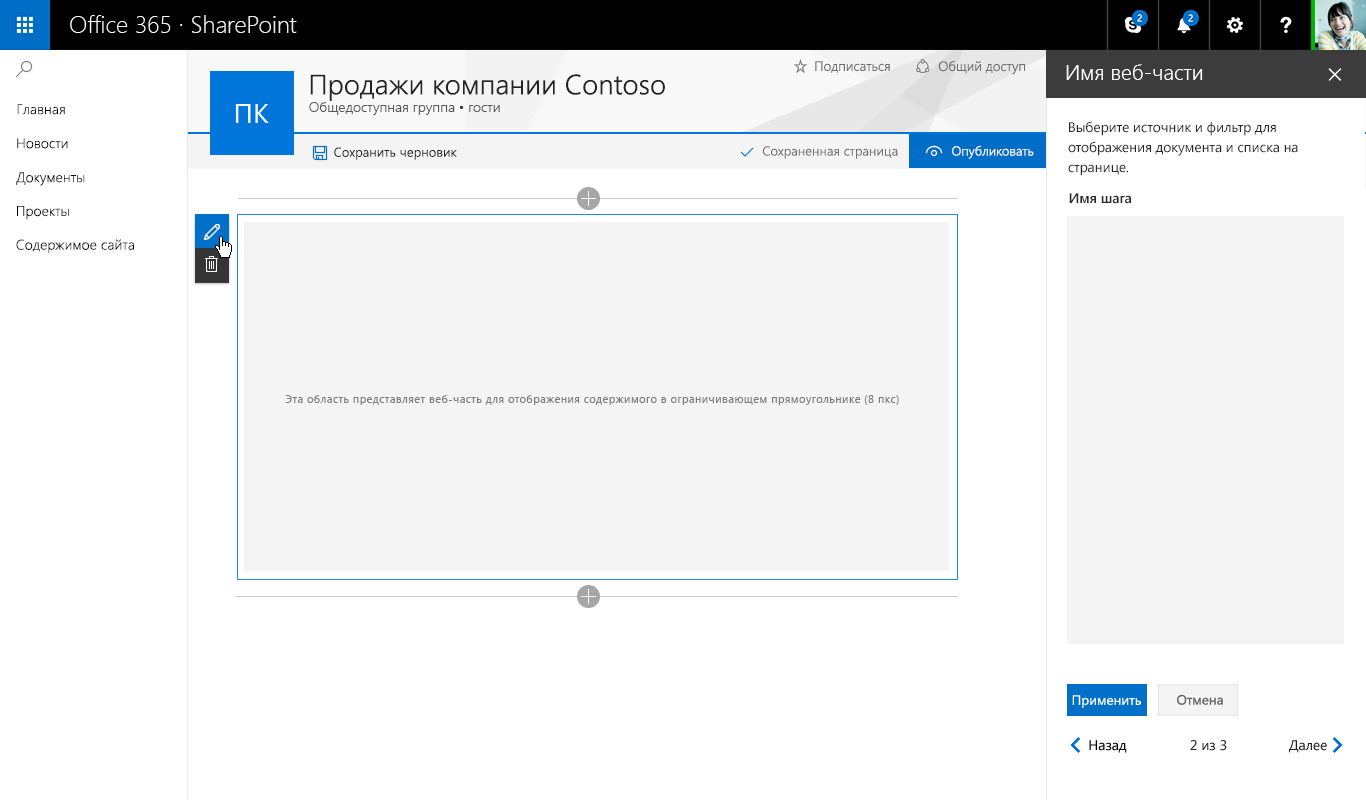 Office 365 · SharePoint
2
2
?
Главная
Новости
Документы
Проекты
Содержимое сайта
ПК
Продажи компании Contoso
Общедоступная группа • гости
Подписаться
Общий доступ
Сохранить черновик
Сохраненная страница
Опубликовать
Эта область представляет веб-часть для отображения содержимого в ограничивающем прямоугольнике (8 пкс)
Имя веб-части
Выберите источник и фильтр для
отображения документа и списка на
странице.
Имя шага
Применить
Отмена
Назад
2 из 3
Далее